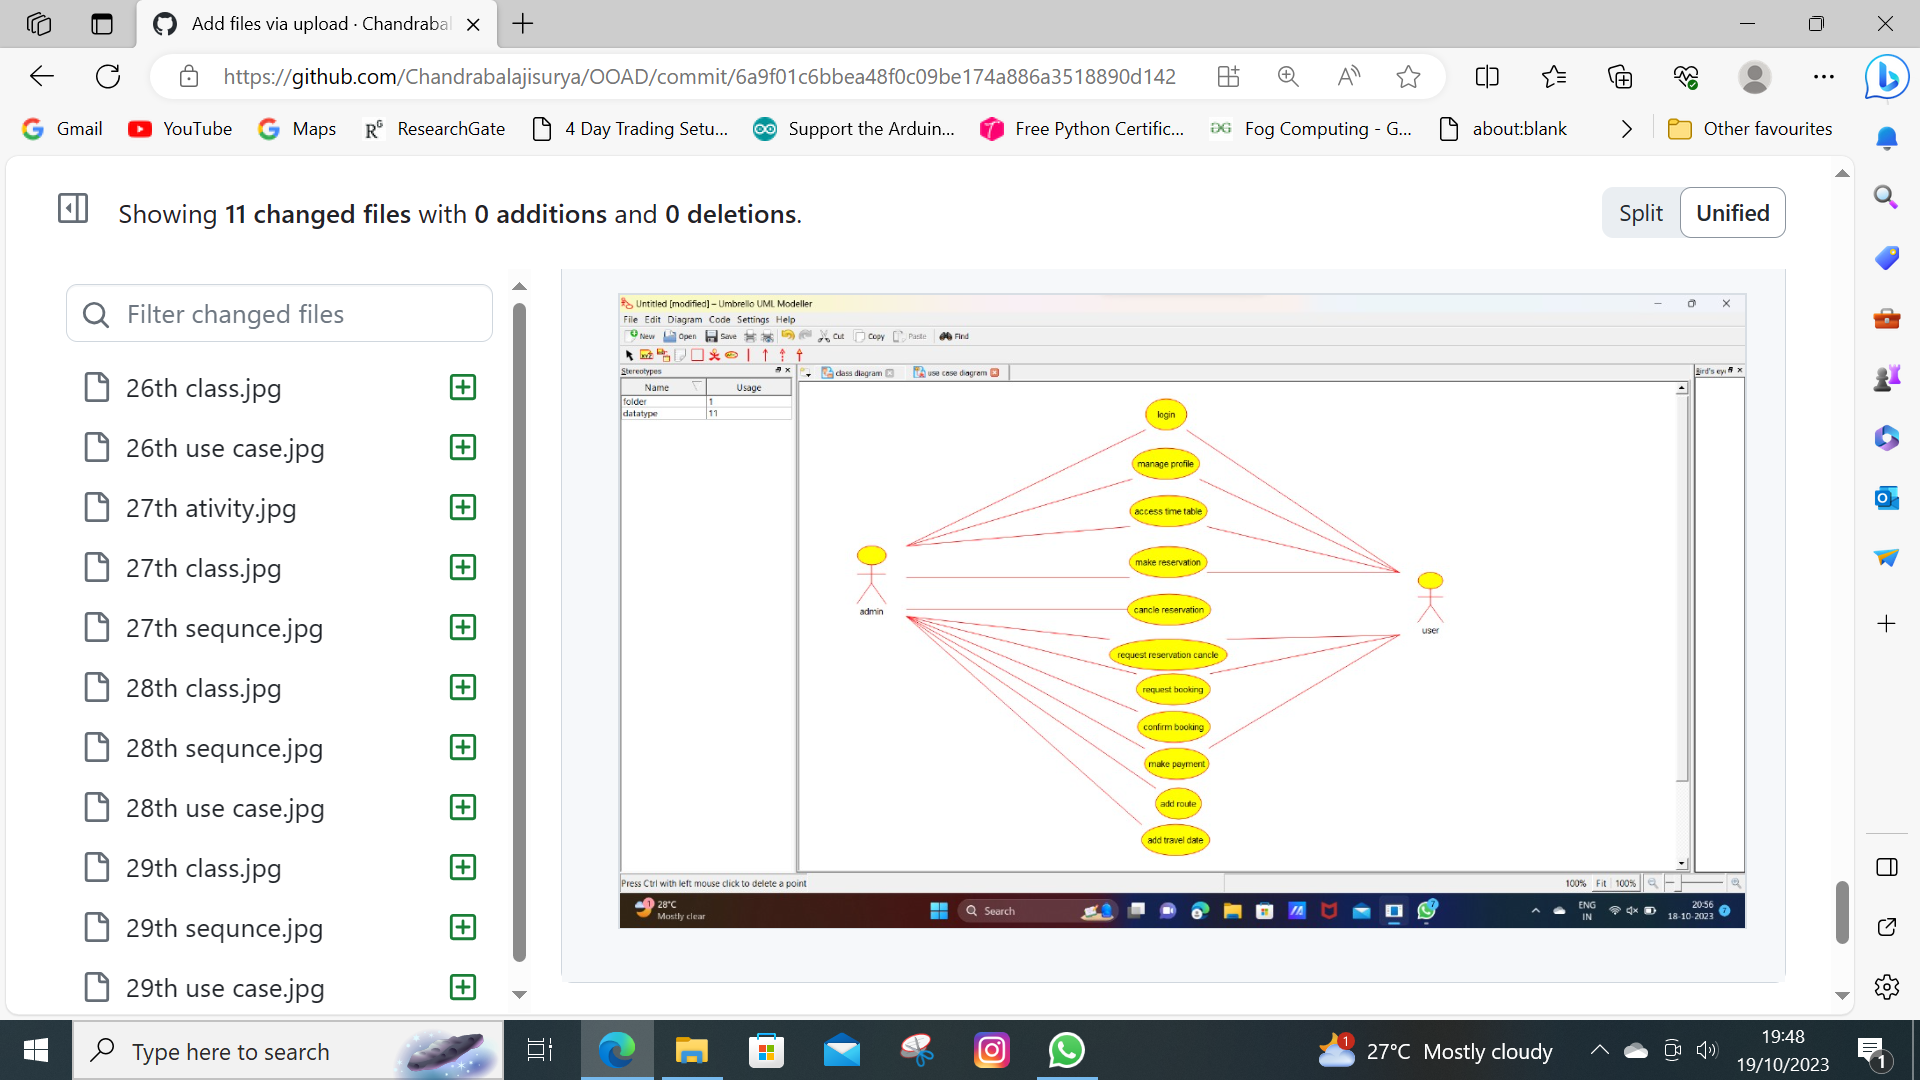 Add files via upload · Chandrabal
https://github.com/Chandrabalajisurya/OOAD/commit/6a9f01c6bbea48f0c09be174a886a3518890d142
Gmail YouTube Maps ResearchGate 4 Day Trading Setu... Support the Arduin... Free Python Certific... Fog Computing - G... about:blank Other favourites
Showing 11 changed files with 0 additions and 0 deletions.
Split Unified
Filter changed files
26th class.jpg
26th use case.jpg
27th ativity.jpg
27th class.jpg
27th sequnce.jpg
28th class.jpg
28th sequnce.jpg
28th use case.jpg
29th class.jpg
29th sequnce.jpg
29th use case.jpg
Untitled [modified] – Umbrello UML Modeller
File Edit Diagram Code Settings Help
New Open Save Cut Copy Paste Find
Stereotypes
class diagram use case diagram
Bird's ey
Name Usage
folder 1
datatype 11
login
manage profile
access time table
make reservation
admin
cancle reservation
user
request reservation cancle
request booking
confirm booking
make payment
add route
add travel date
Press Ctrl with left mouse click to delete a point
100% Fit 100%
28°C
Mostly clear
Search
ENG
IN
20:56
18-10-2023
Type here to search
27°C Mostly cloudy
19:48
19/10/2023
1